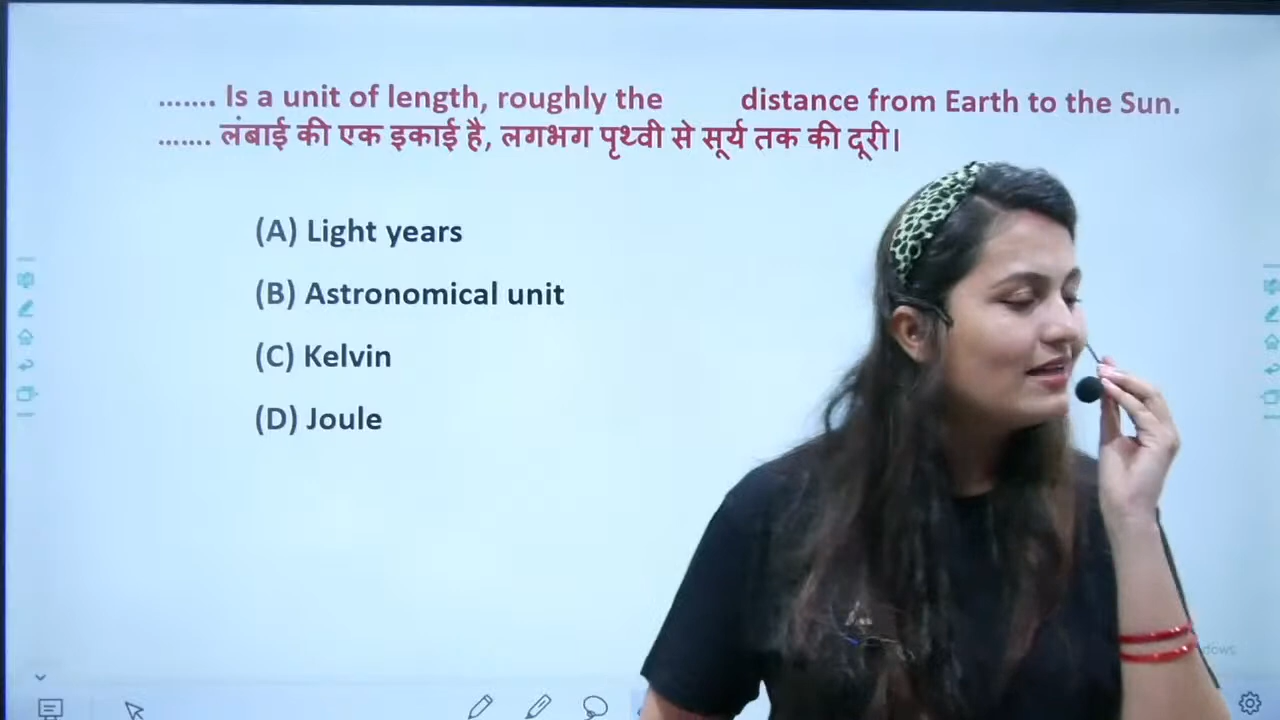 ....... Is a unit of length, roughly the distance from Earth to the Sun.
....... लंबाई की एक इकाई है, लगभग पृथ्वी से सूर्य तक की दूरी।
(A) Light years
(B) Astronomical unit
(C) Kelvin
(D) Joule